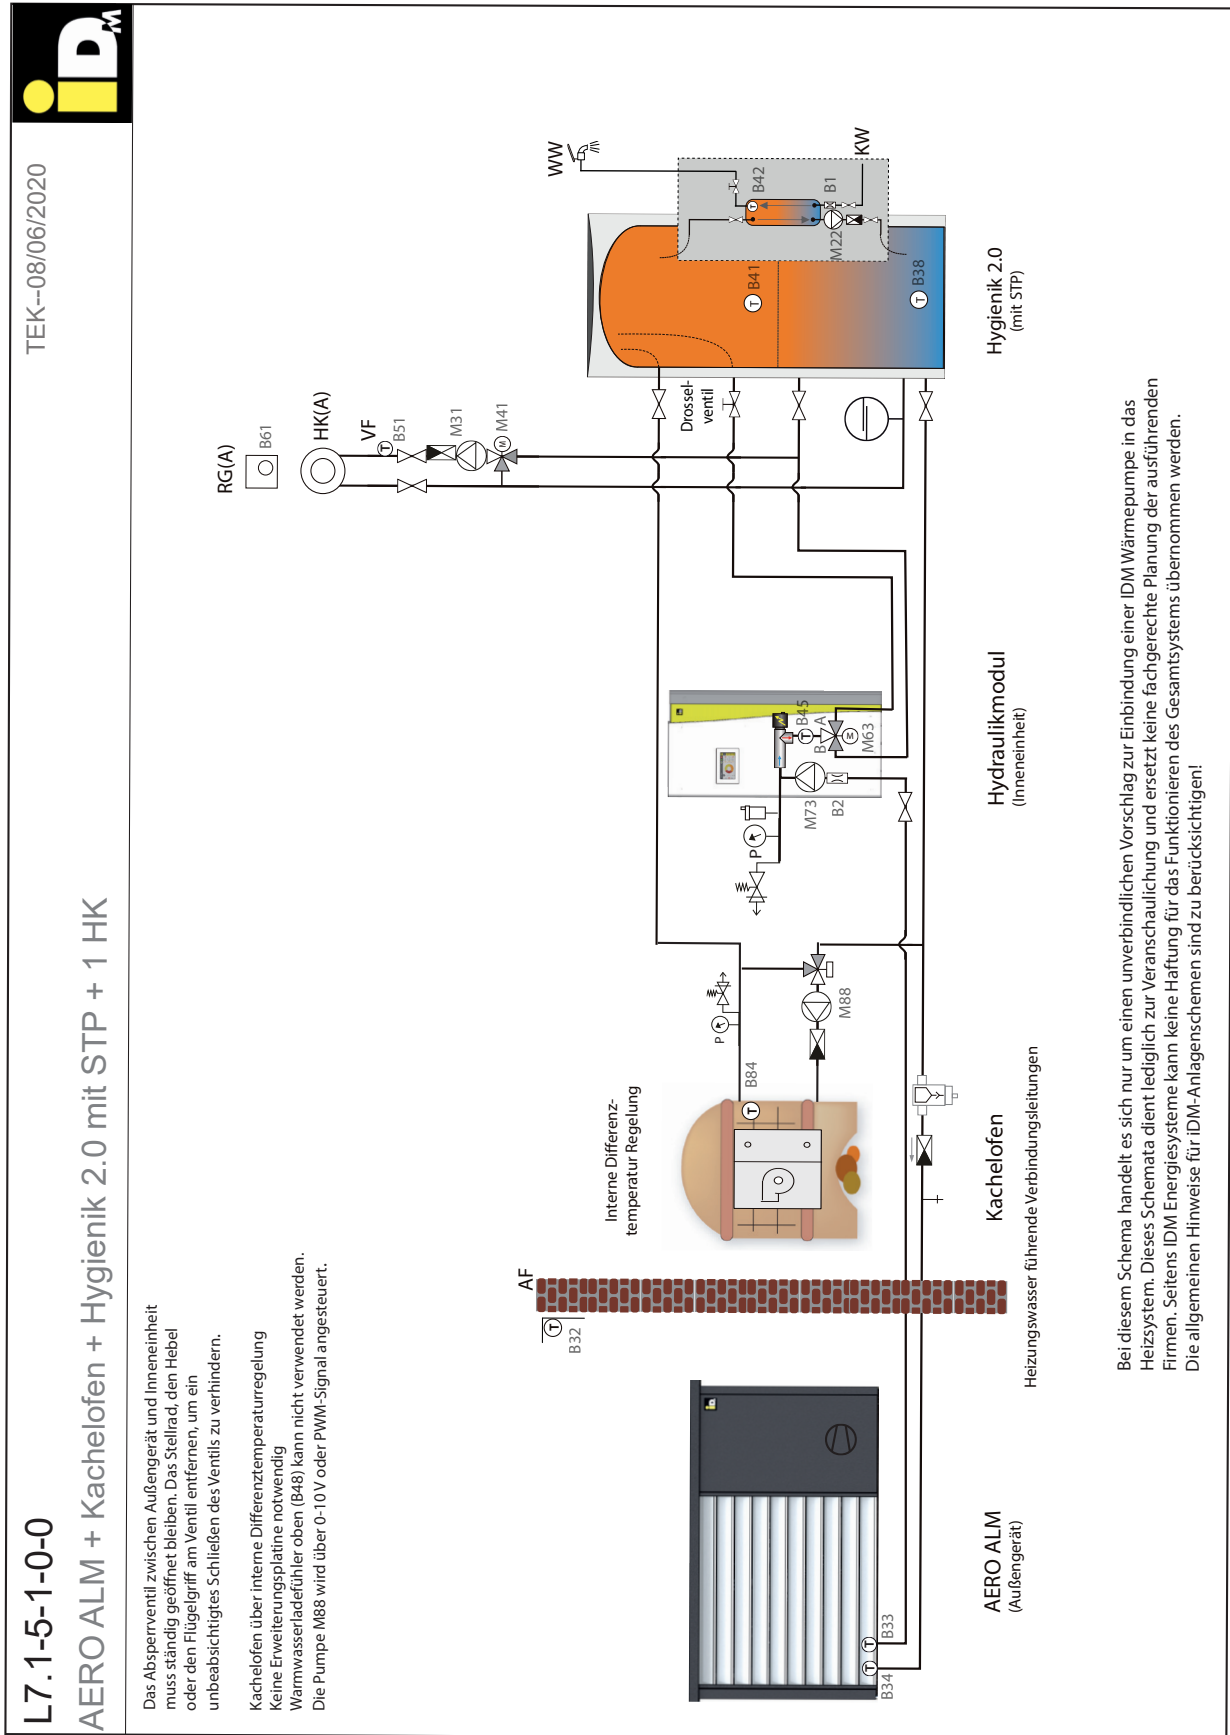 L7.1-5-1-0-0
TEK--08/06/2020
iDM
AERO ALM + Kachelofen + Hygienik 2.0 mit STP + 1 HK
Das Absperrventil zwischen Außengerät und Inneneinheit
muss ständig geöffnet bleiben. Das Stellrad, den Hebel
oder den Flügelgriff am Ventil entfernen, um ein
unbeabsichtigtes Schließen des Ventils zu verhindern.
Kachelofen über interne Differenztemperaturregelung
Keine Erweiterungsplatine notwendig
Warmwasserladefühler oben (B48) kann nicht verwendet werden.
Die Pumpe M88 wird über 0-10 V oder PWM-Signal angesteuert.
RG(A)
B61
HK(A)
VF
T
B51
M31
M
M41
WW
T
B42
B1
KW
M22
T
B41
T
B38
Drossel-
ventil
Hygienik 2.0
(mit STP)
T
B45
B
A
M
M63
M73
B2
P
Hydraulikmodul
(Inneneinheit)
P
M88
T
B84
Interne Differenz-
temperatur Regelung
Kachelofen
AF
T
B32
Heizungswasser führende Verbindungsleitungen
iDM
T
B33
T
B34
AERO ALM
(Außengerät)
Bei diesem Schema handelt es sich nur um einen unverbindlichen Vorschlag zur Einbindung einer IDM Wärmepumpe in das
Heizsystem. Dieses Schemata dient lediglich zur Veranschaulichung und ersetzt keine fachgerechte Planung der ausführenden
Firmen. Seitens IDM Energiesysteme kann keine Haftung für das Funktionieren des Gesamtsystems übernommen werden.
Die allgemeinen Hinweise für iDM-Anlagenschemen sind zu berücksichtigen!